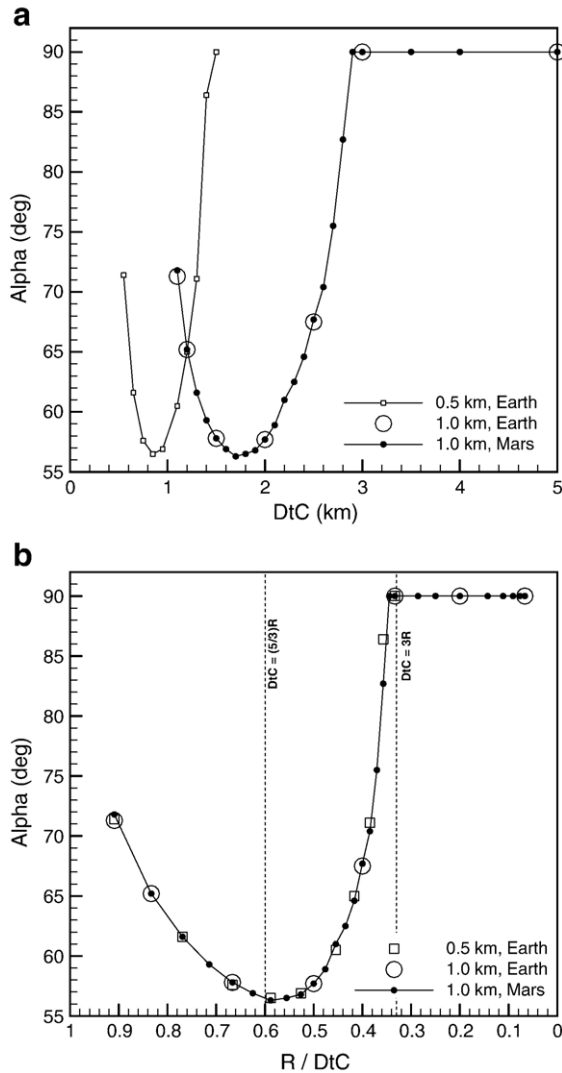 a
90
85
80
75
70
65
60
55
Alpha (deg)
0.5 km, Earth
1.0 km, Earth
1.0 km, Mars
0 1 2 3 4 5
DtC (km)
b
90
85
80
75
70
65
60
55
Alpha (deg)
DtC = (5/3)R
DtC = 3R
0.5 km, Earth
1.0 km, Earth
1.0 km, Mars
1 0.9 0.8 0.7 0.6 0.5 0.4 0.3 0.2 0.1 0
R / DtC